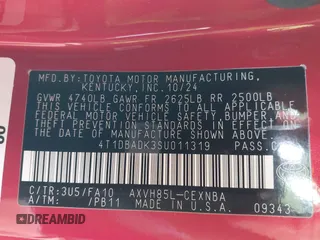 MFD.BY:TOYOTA MOTOR MANUFACTURING,
KENTUCKY,INC.10/24
GVWR 4740LB GAWR FR 2625LB RR 2500LB
THIS VEHICLE CONFORMS TO ALL APPLICABLE
FEDERAL MOTOR VEHICLE SAFETY, BUMPER, AND
THEFT PREVENTION STANDARDS IN EFFECT ON
THE DATE OF MANUFACTURE SHOWN ABOVE.
4T1DBADK3SU011319 PASS.C
C/TR:3U5/FA10 AXVH85L-CEXNBA
A/TM: /PB11 MADE IN U.S.A. 09343